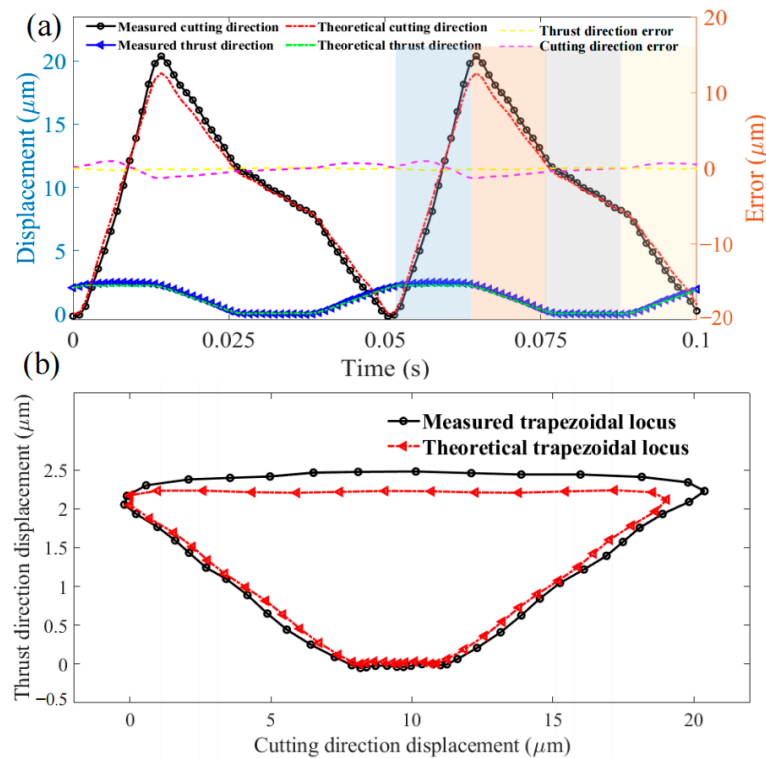 (a)
Measured cutting direction Theoretical cutting direction Thrust direction error
Measured thrust direction Theoretical thrust direction Cutting direction error
Displacement (μm)
20
15
10
5
0
Error (μm)
20
10
0
−10
−20
0 0.025 0.05 0.075 0.1
Time (s)
(b)
Measured trapezoidal locus
Theoretical trapezoidal locus
Thrust direction displacement (μm)
2.5
2
1.5
1
0
−0.5
0 5 10 15 20
Cutting direction displacement (μm)